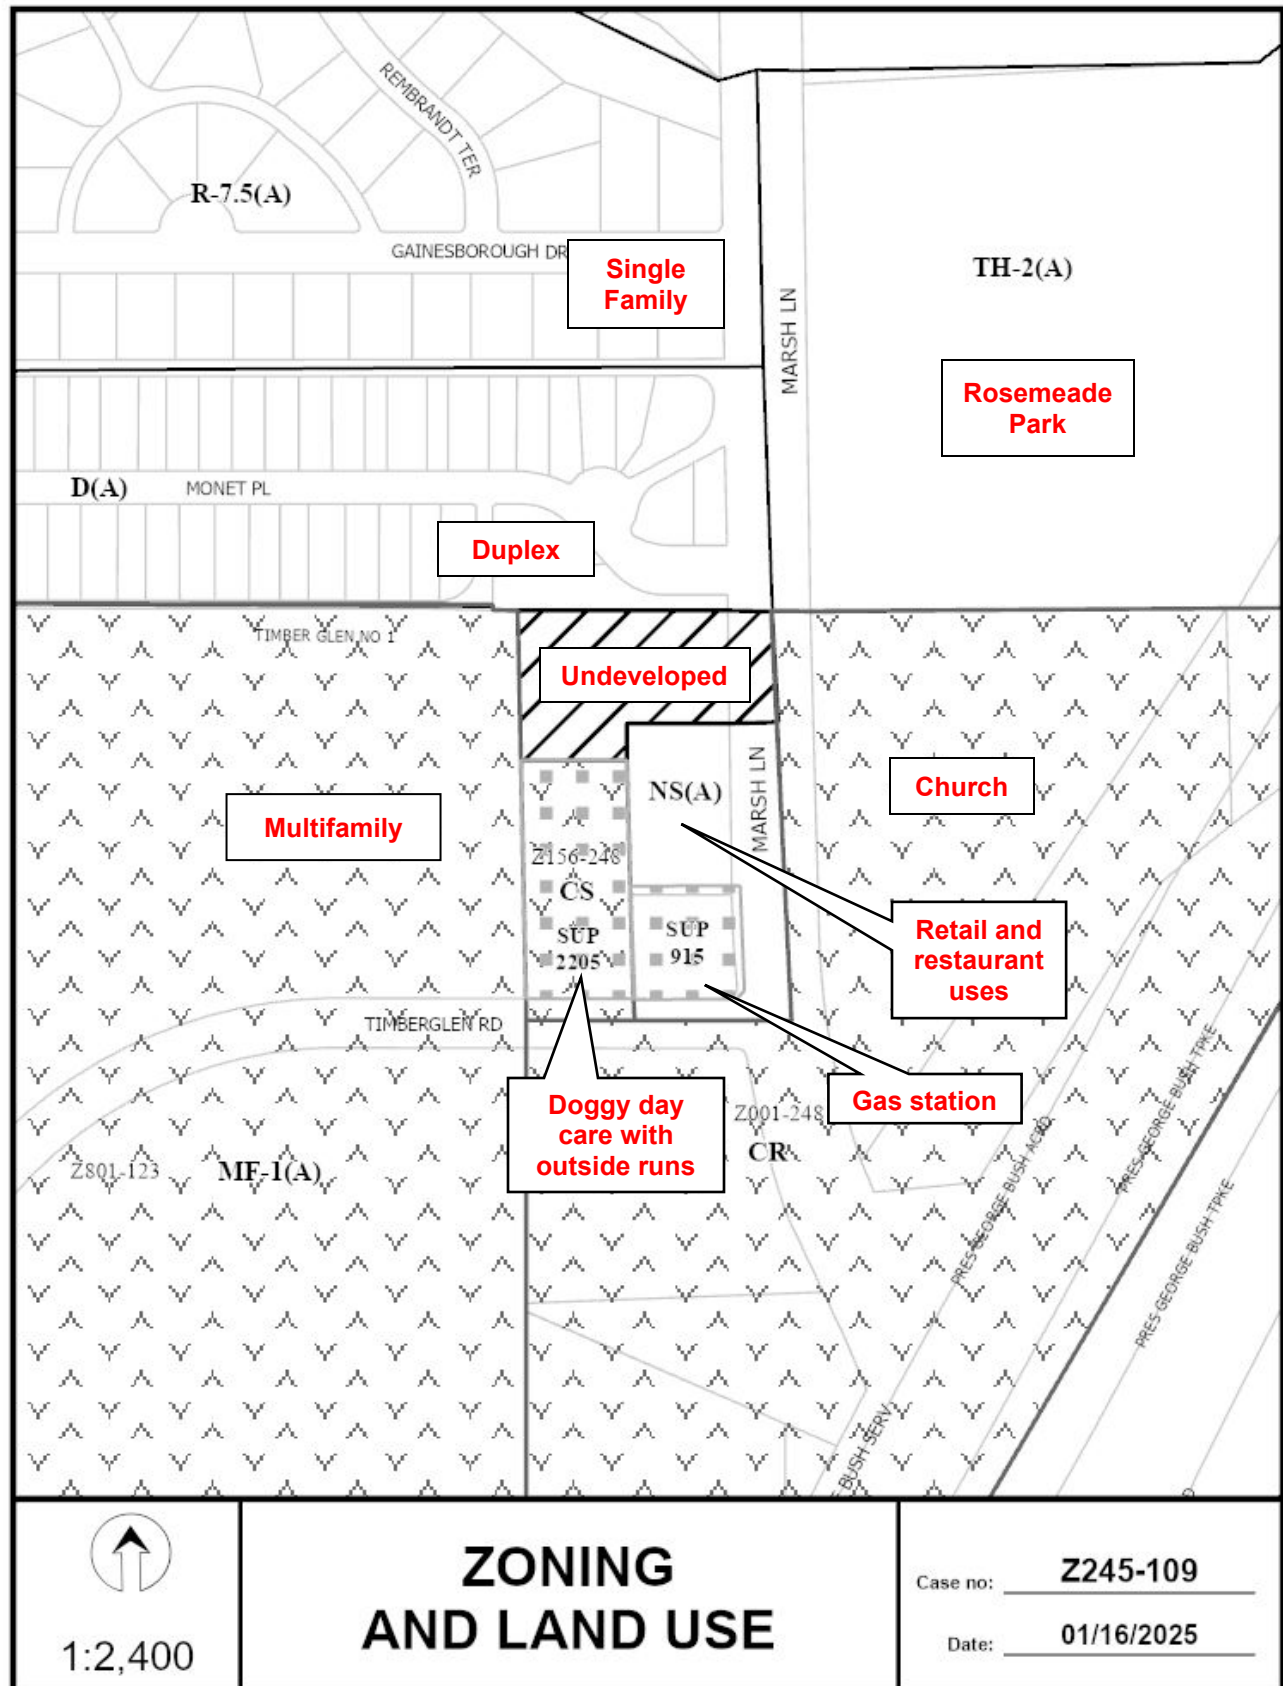 REMBRANDT TER
R-7.5(A)
GAINESBOROUGH DR
Single
Family
TH-2(A)
MARSH LN
Rosemeade
Park
D(A)
MONET PL
Duplex
TIMBER GLEN NO 1
Undeveloped
NS(A)
MARSH LN
Church
Multifamily
Z156-248
CS
SUP
2205
SUP
915
Retail and
restaurant
uses
TIMBERGLEN RD
Doggy day
care with
outside runs
Gas station
Z001-248
CR
Z801-123
MF-1(A)
PRES GEORGE BUSH ACRD
PRES GEORGE BUSH TPKE
PRES GEORGE BUSH TPKE
E BUSH SERV
D
1:2,400
ZONING
AND LAND USE
Case no: Z245-109
Date: 01/16/2025